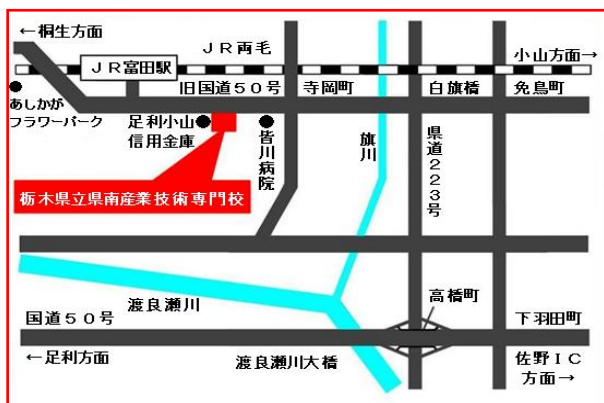 ←桐生方面
JR両毛
小山方面→
JR富田駅
旧国道50号
寺岡町
白旗橋
免鳥町
あしかが
フラワーパーク
足利小山
信用金庫
皆川病院
旗川
県道223号
栃木県立県南産業技術専門校
渡良瀬川
高橋町
国道50号
下羽田町
←足利方面
渡良瀬川大橋
佐野IC
方面→